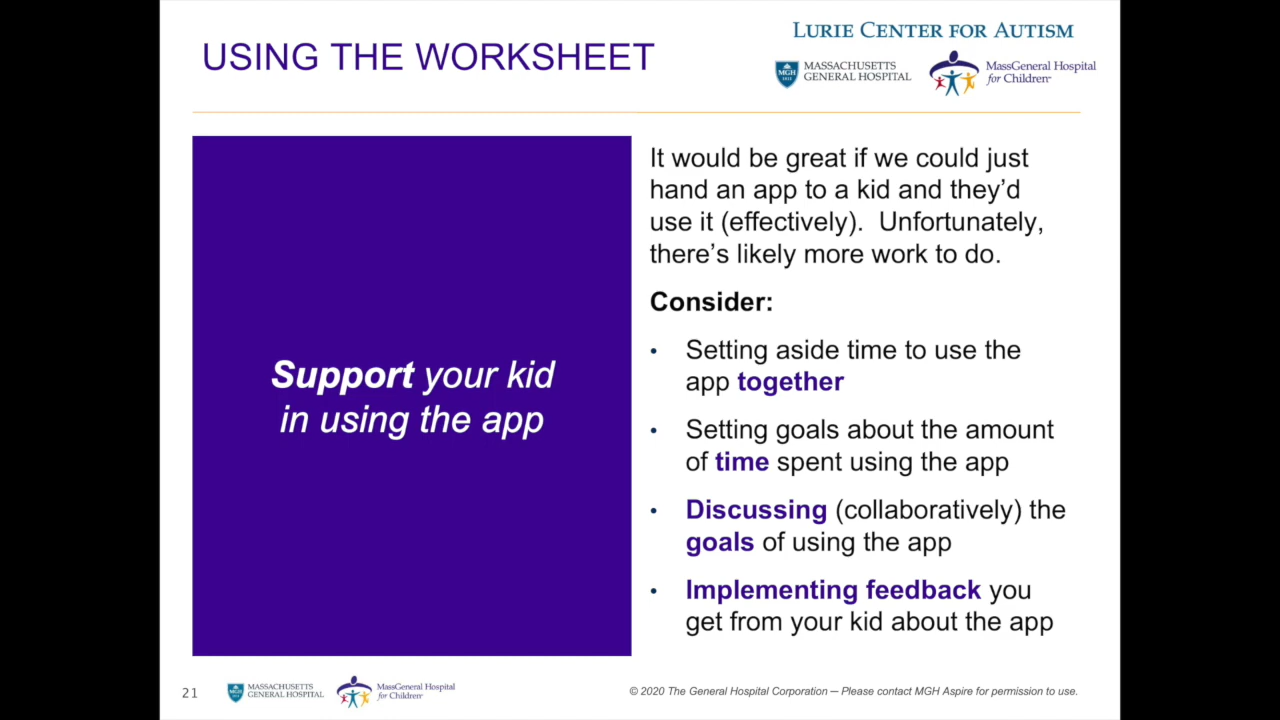 USING THE WORKSHEET
LURIE CENTER FOR AUTISM
MGH
1811
MASSACHUSETTS
GENERAL HOSPITAL
MassGeneral Hospital
for Children™
Support your kid
in using the app
It would be great if we could just
hand an app to a kid and they’d
use it (effectively).  Unfortunately,
there’s likely more work to do.
Consider:
• Setting aside time to use the
app together
• Setting goals about the amount
of time spent using the app
• Discussing (collaboratively) the
goals of using the app
• Implementing feedback you
get from your kid about the app
21
MASSACHUSETTS
GENERAL HOSPITAL
MassGeneral Hospital
for Children™
© 2020 The General Hospital Corporation — Please contact MGH Aspire for permission to use.